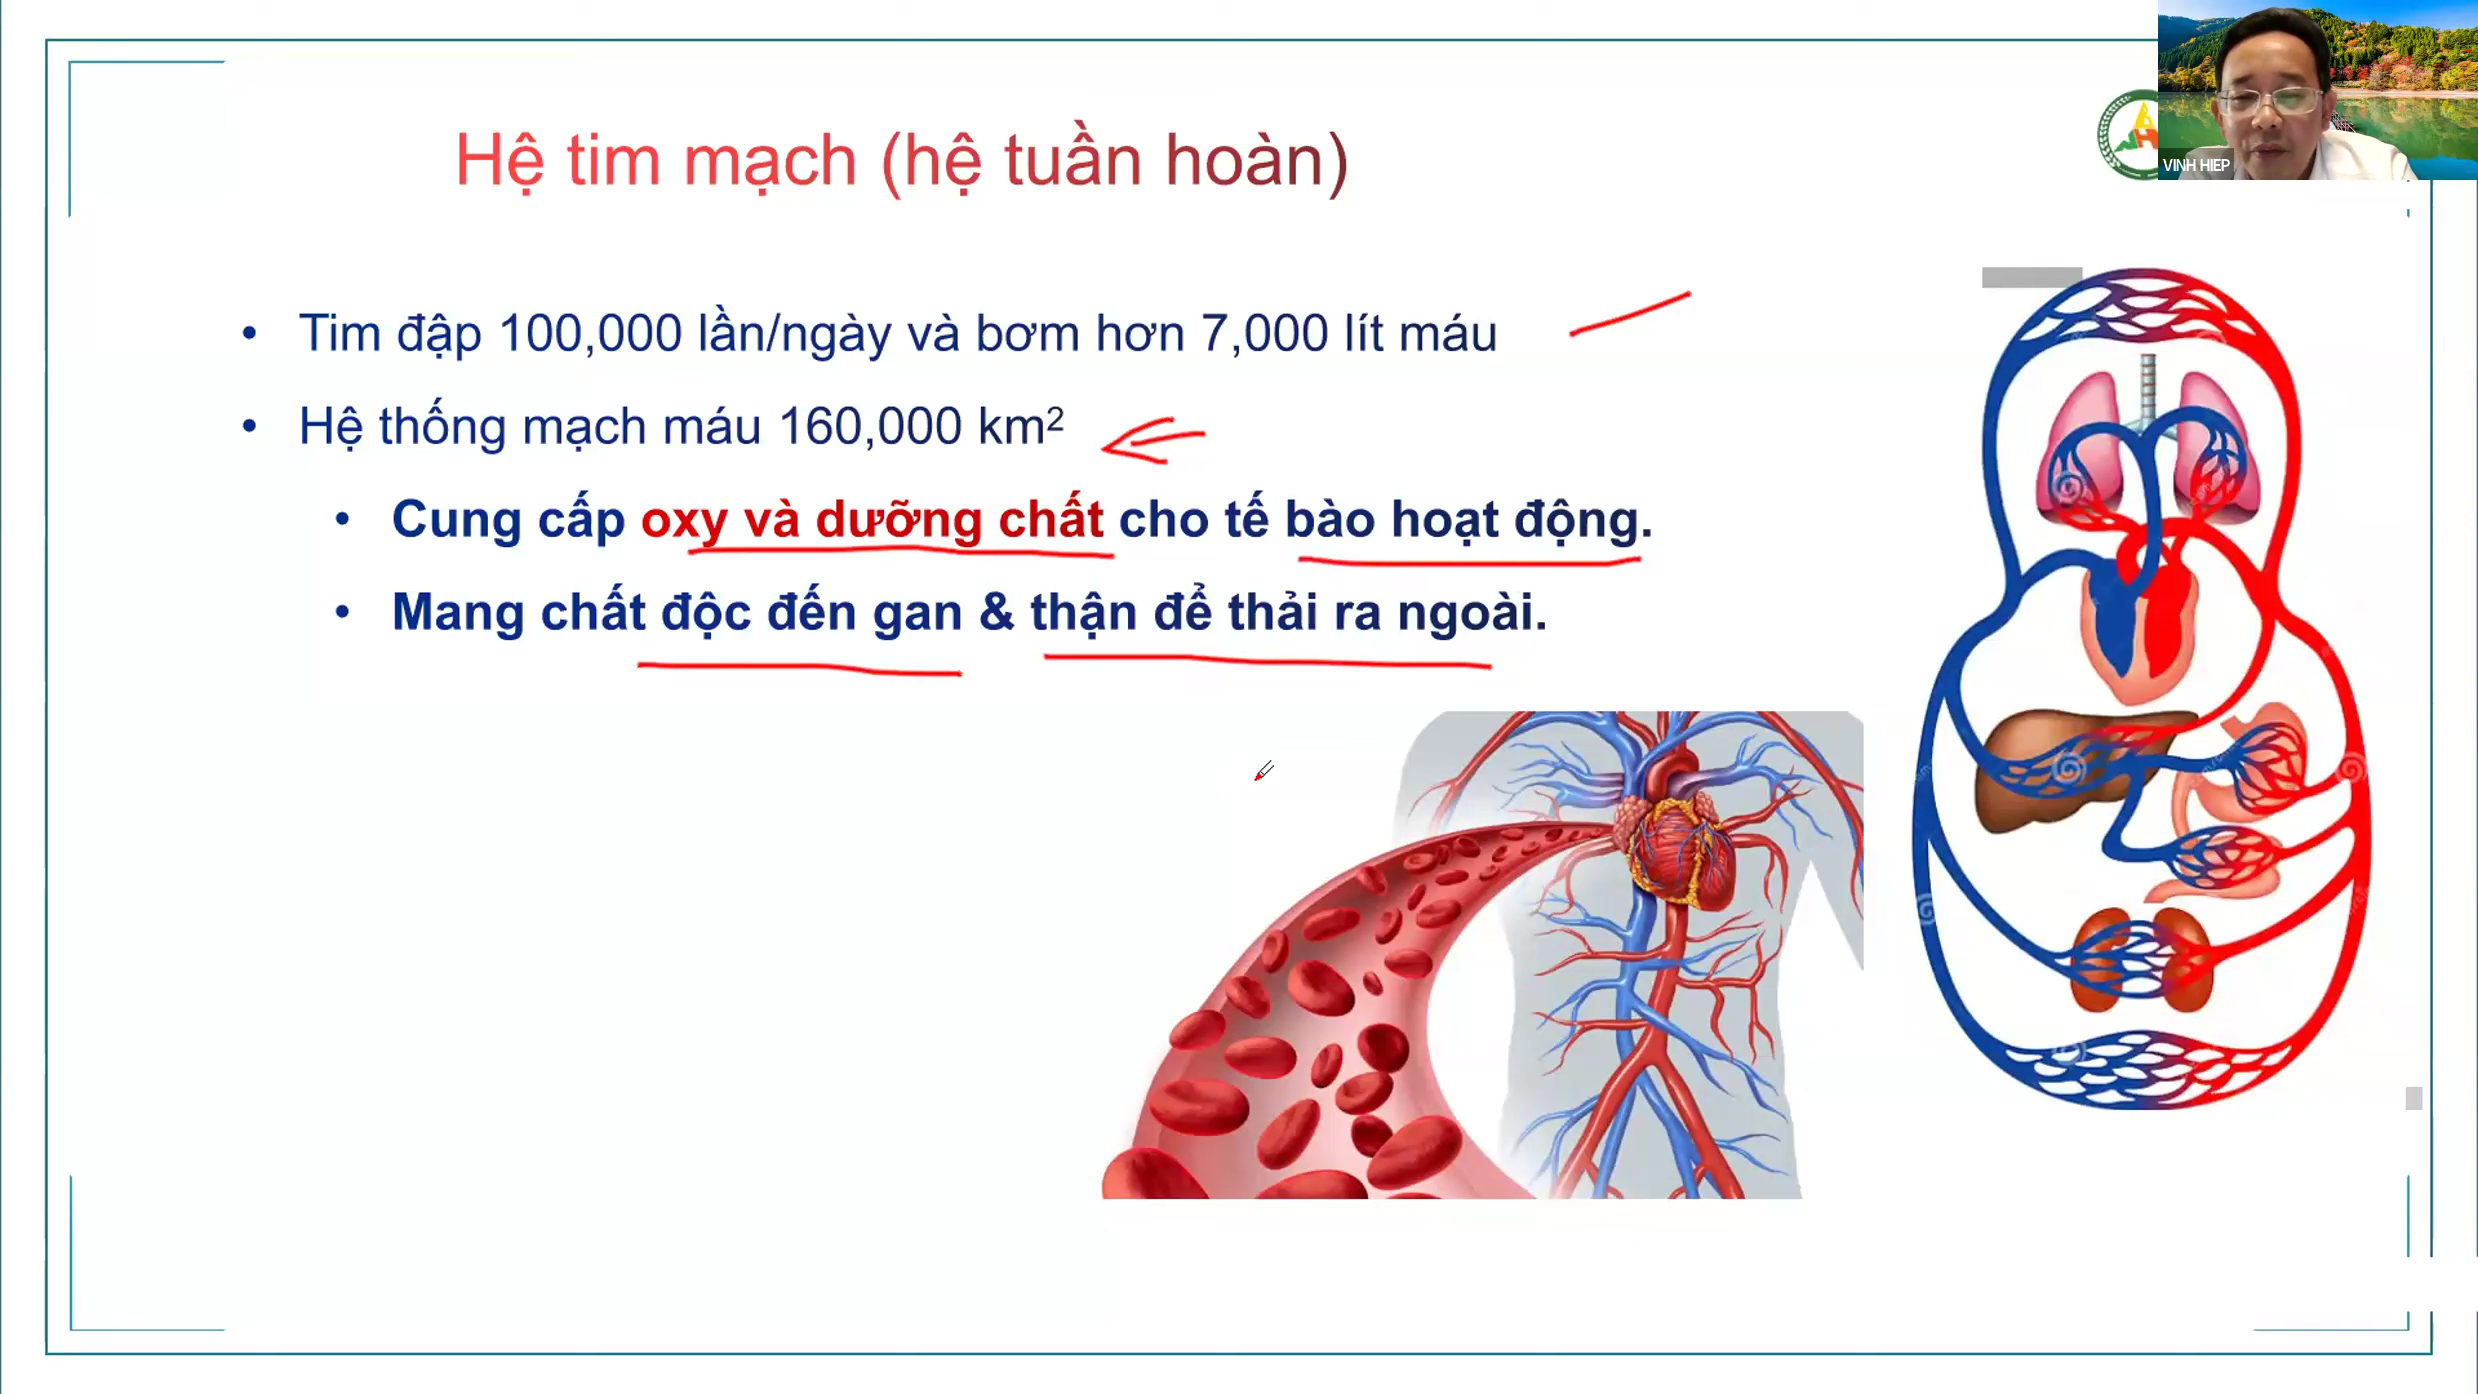 Hệ tim mạch (hệ tuần hoàn)
VINH HIEP
• Tim đập 100,000 lần/ngày và bơm hơn 7,000 lít máu
• Hệ thống mạch máu 160,000 km²
• Cung cấp oxy và dưỡng chất cho tế bào hoạt động.
• Mang chất độc đến gan & thận để thải ra ngoài.